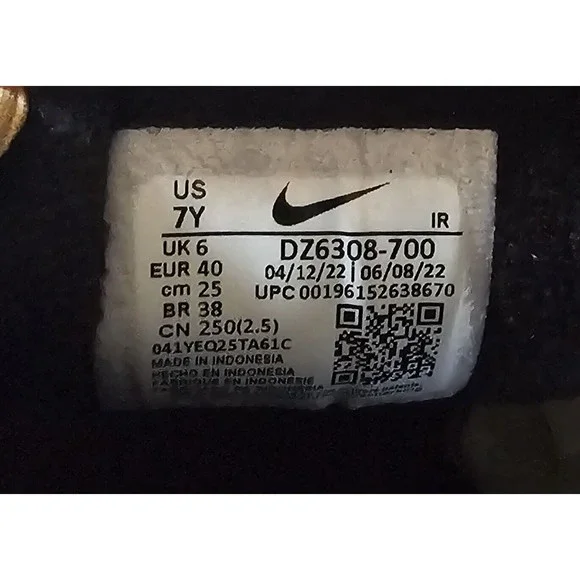 US
7Y
IR
UK 6
DZ6308-700
EUR 40
04/12/22 | 06/08/22
cm 25
UPC 00196152638670
BR 38
CN 250(2.5)
041YEQ25TA61C
MADE IN INDONESIA
HECHO EN INDONESIA
FABRIQUÉ EN INDONESIE